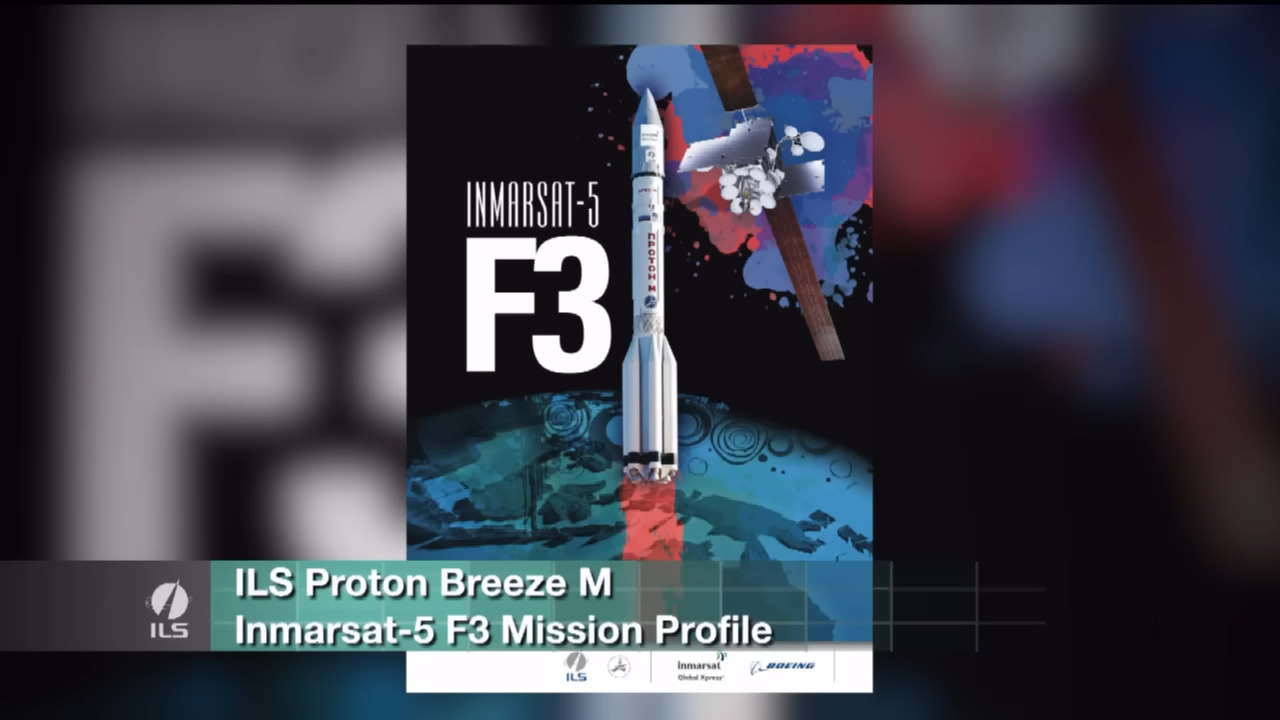 INMARSAT-5
F3
ПРОТОН М
ILS
ILS Proton Breeze M
Inmarsat-5 F3 Mission Profile
ILS
inmarsat
Global Xpress
BOEING